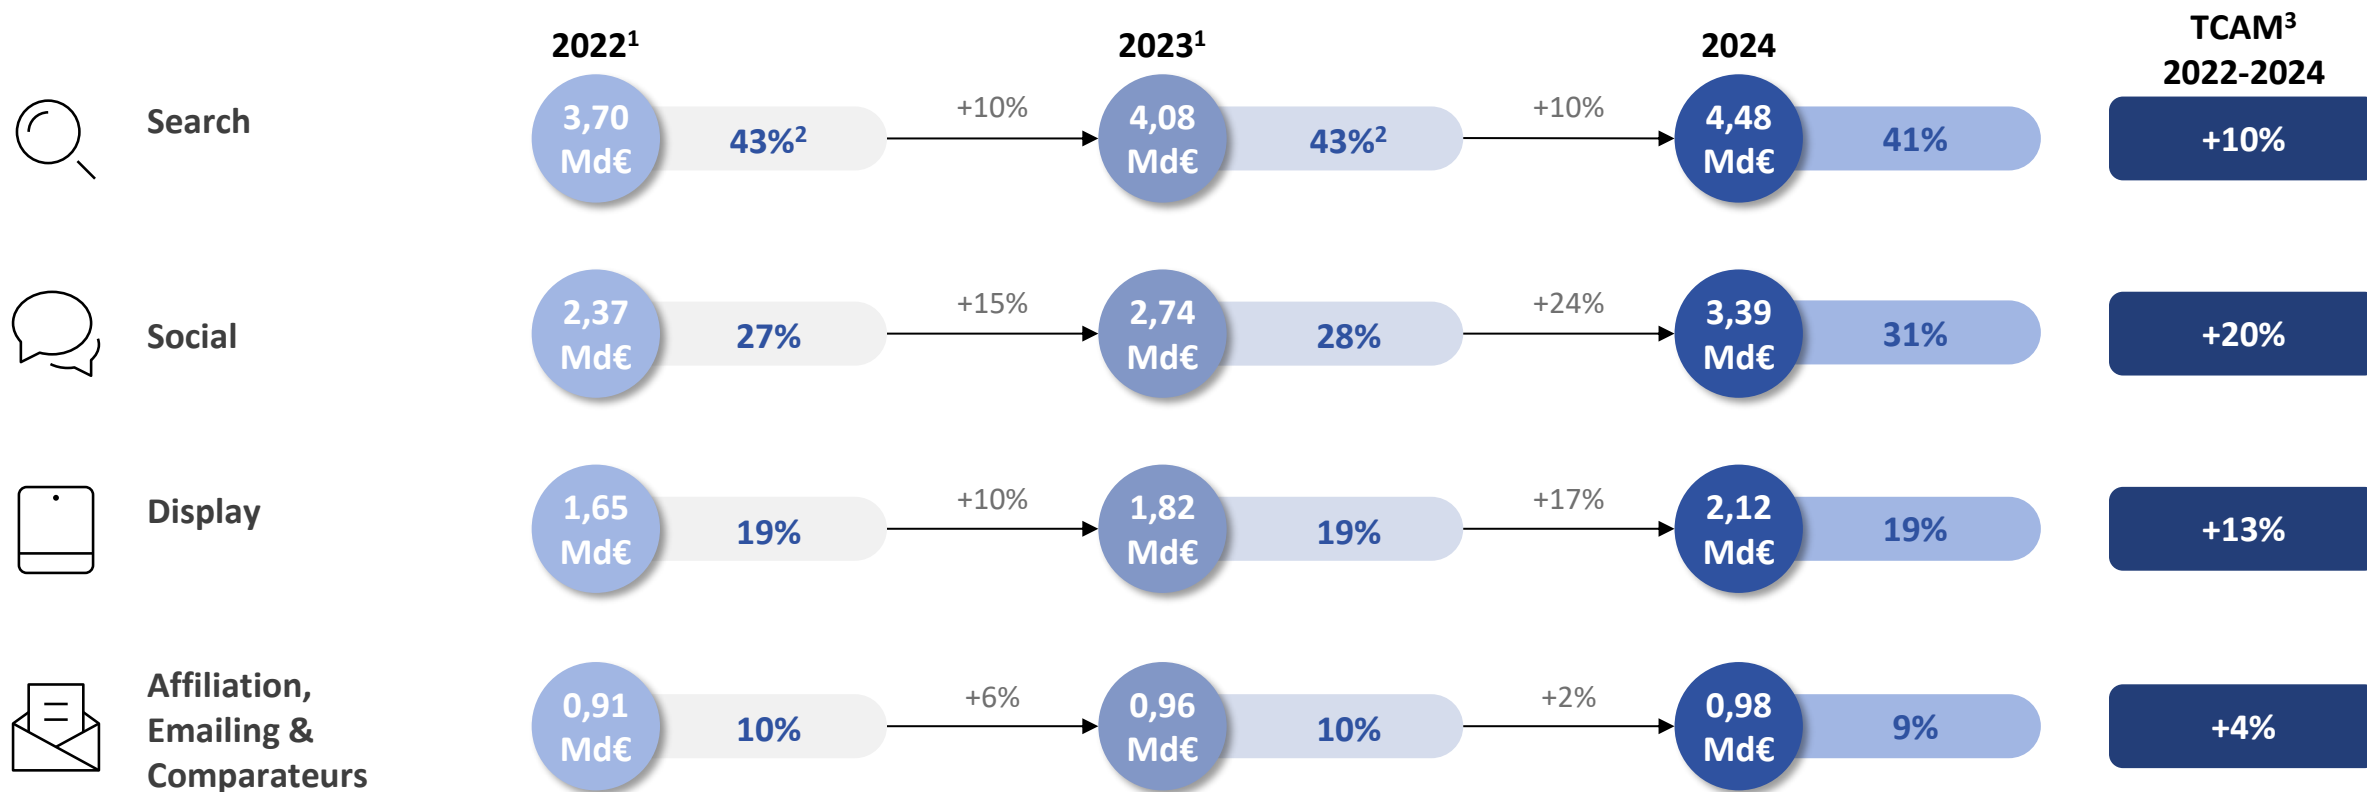 2022¹
2023¹
2024
TCAM³
2022-2024
Search
3,70
Md€
43%²
+10%
4,08
Md€
43%²
+10%
4,48
Md€
41%
+10%
Social
2,37
Md€
27%
+15%
2,74
Md€
28%
+24%
3,39
Md€
31%
+20%
Display
1,65
Md€
19%
+10%
1,82
Md€
19%
+17%
2,12
Md€
19%
+13%
Affiliation,
Emailing &
Comparateurs
0,91
Md€
10%
+6%
0,96
Md€
10%
+2%
0,98
Md€
9%
+4%